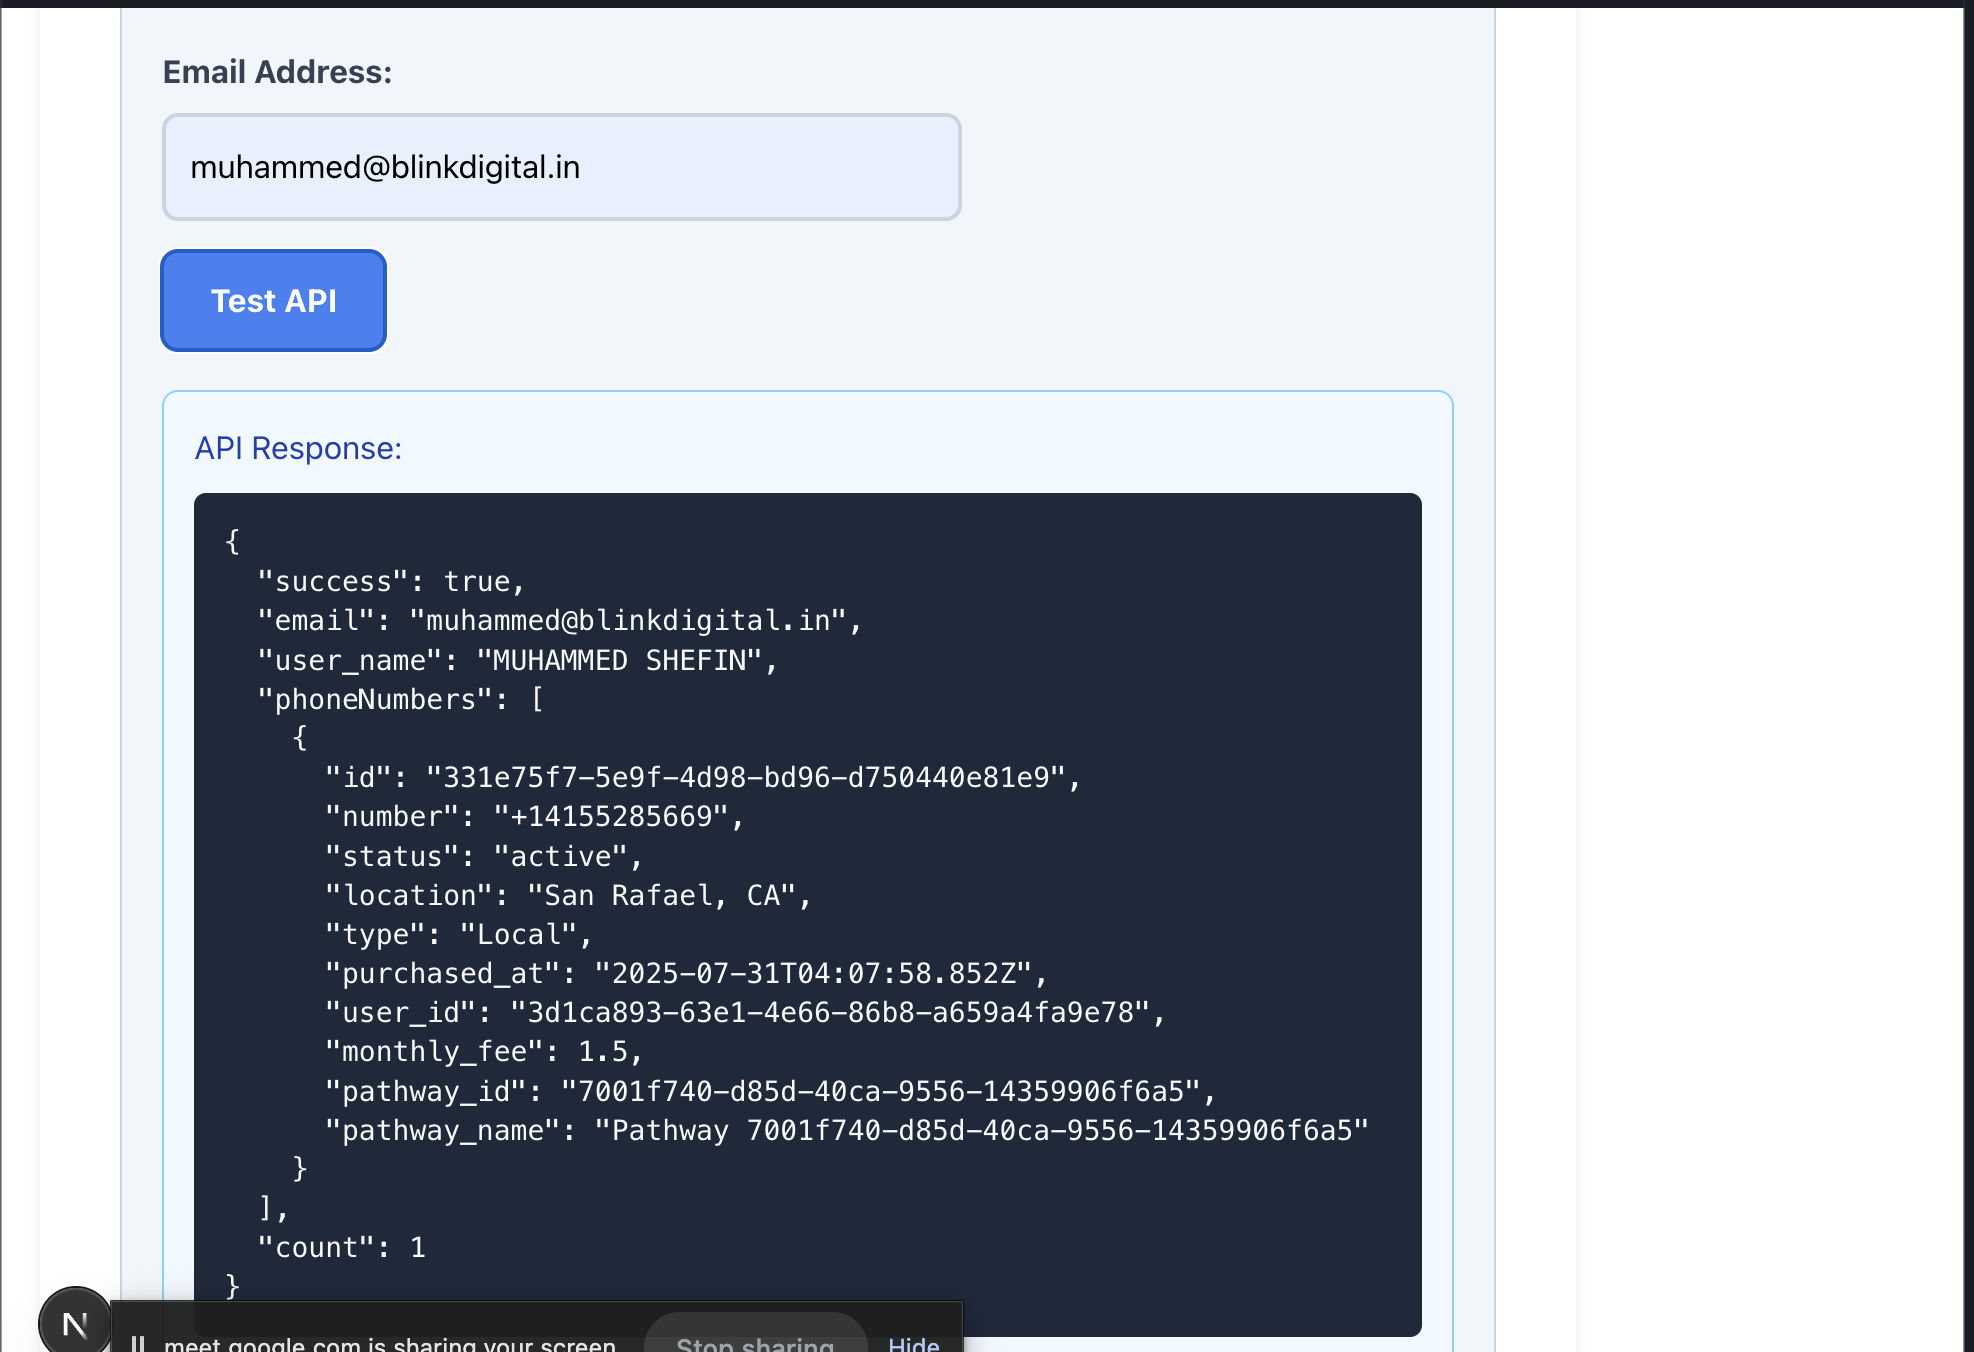 Email Address:
muhammed@blinkdigital.in
Test API
API Response:
{
  "success": true,
  "email": "muhammed@blinkdigital.in",
  "user_name": "MUHAMMED SHEFIN",
  "phoneNumbers": [
    {
      "id": "331e75f7-5e9f-4d98-bd96-d750440e81e9",
      "number": "+14155285669",
      "status": "active",
      "location": "San Rafael, CA",
      "type": "Local",
      "purchased_at": "2025-07-31T04:07:58.852Z",
      "user_id": "3d1ca893-63e1-4e66-86b8-a659a4fa9e78",
      "monthly_fee": 1.5,
      "pathway_id": "7001f740-d85d-40ca-9556-14359906f6a5",
      "pathway_name": "Pathway 7001f740-d85d-40ca-9556-14359906f6a5"
    }
  ],
  "count": 1
}
N
meet.google.com is sharing your screen. Stop sharing Hide